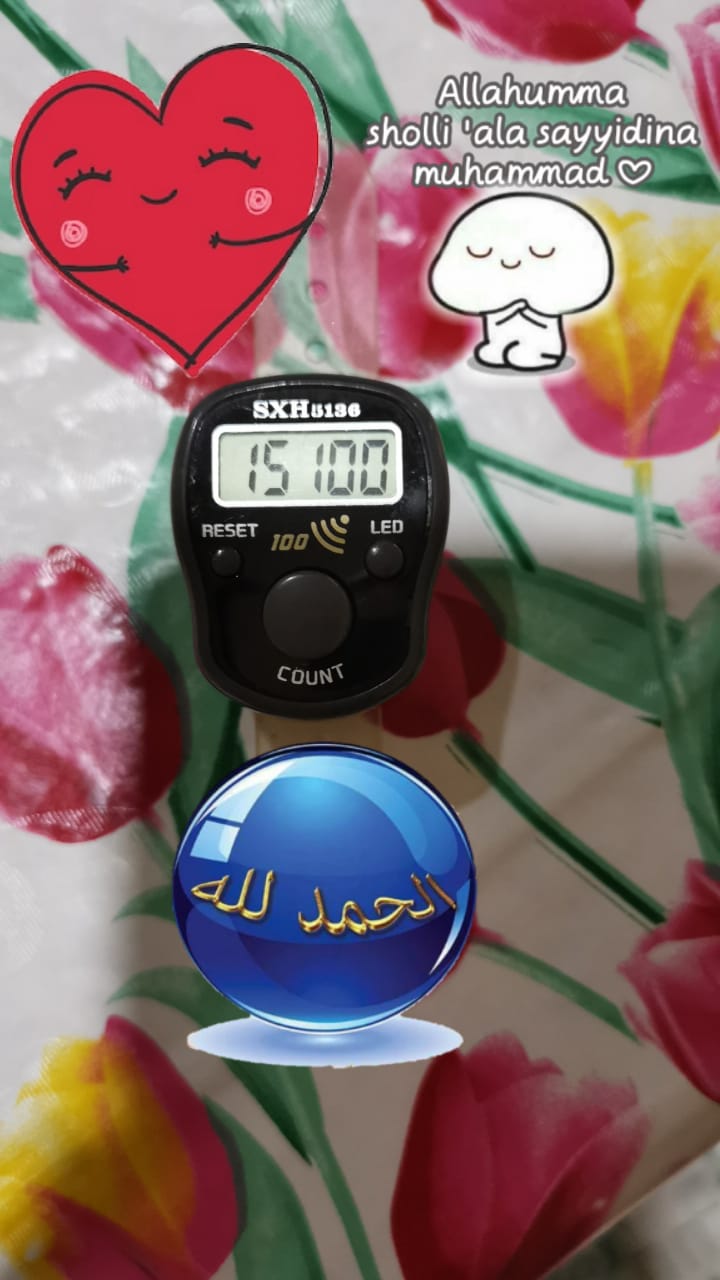 Allahumma
sholli 'ala sayyidina
muhammad ♡
SXH5136
15100
RESET 100 LED
COUNT
الحمد لله